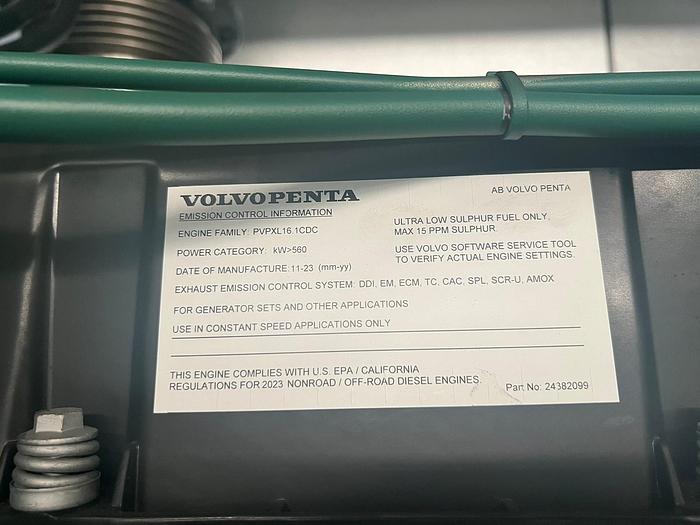 VOLVO PENTA
AB VOLVO PENTA
EMISSION CONTROL INFORMATION
ENGINE FAMILY: PVPXL16.1CDC
ULTRA LOW SULPHUR FUEL ONLY.
MAX 15 PPM SULPHUR.
POWER CATEGORY: kW>560
USE VOLVO SOFTWARE SERVICE TOOL
TO VERIFY ACTUAL ENGINE SETTINGS.
DATE OF MANUFACTURE:11-23 (mm-yy)
EXHAUST EMISSION CONTROL SYSTEM: DDI, EM, ECM, TC, CAC, SPL, SCR-U, AMOX
FOR GENERATOR SETS AND OTHER APPLICATIONS
USE IN CONSTANT SPEED APPLICATIONS ONLY
THIS ENGINE COMPLIES WITH U.S. EPA / CALIFORNIA
REGULATIONS FOR 2023 NONROAD / OFF-ROAD DIESEL ENGINES.
Part No: 24382099